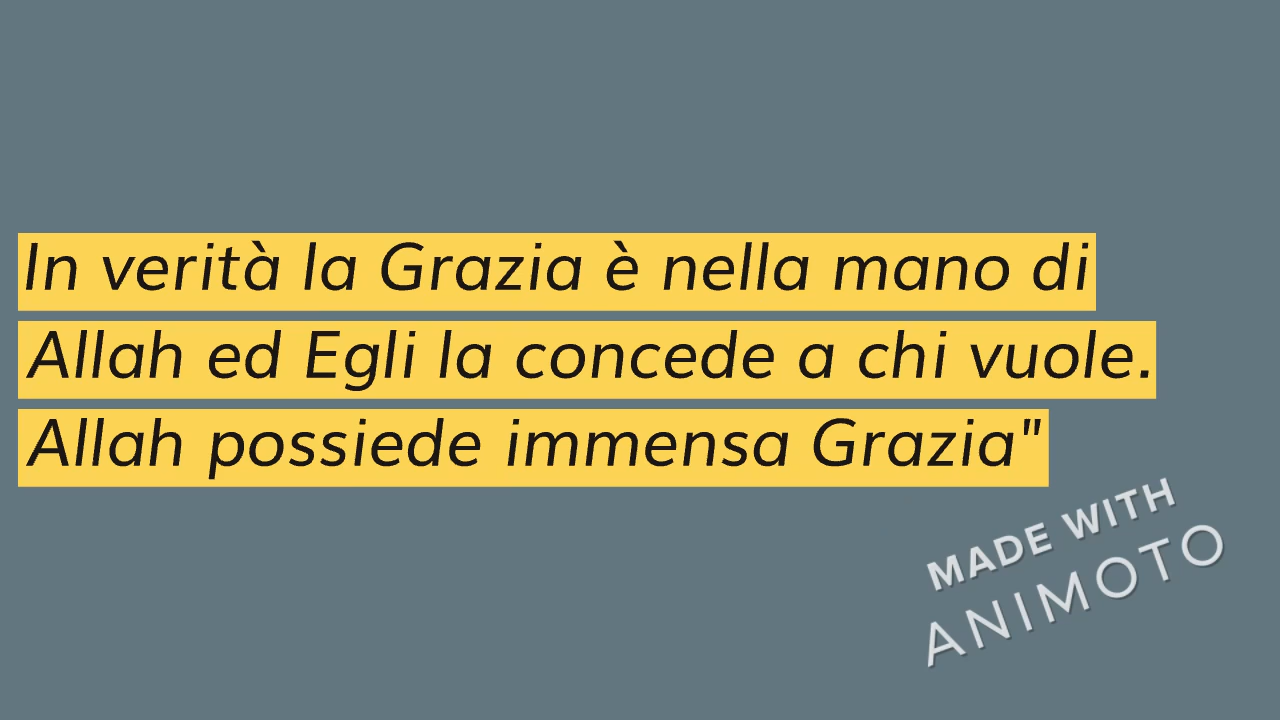 In verità la Grazia è nella mano di
Allah ed Egli la concede a chi vuole.
Allah possiede immensa Grazia"
MADE WITH
ANIMOTO